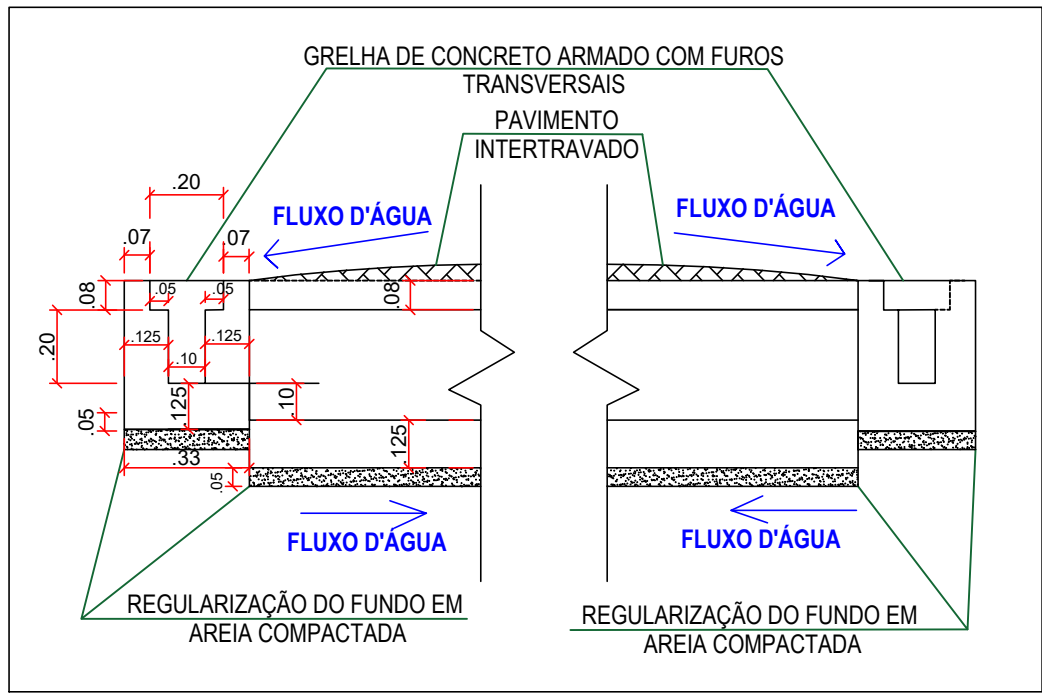 GRELHA DE CONCRETO ARMADO COM FUROS
TRANSVERSAIS
PAVIMENTO
INTERTRAVADO
.20
FLUXO D'ÁGUA
FLUXO D'ÁGUA
.07
.07
.08
.05
.05
.08
.20
.125
.125
.10
.125
.10
.05
.125
.33
.05
FLUXO D'ÁGUA
FLUXO D'ÁGUA
REGULARIZAÇÃO DO FUNDO EM
AREIA COMPACTADA
REGULARIZAÇÃO DO FUNDO EM
AREIA COMPACTADA